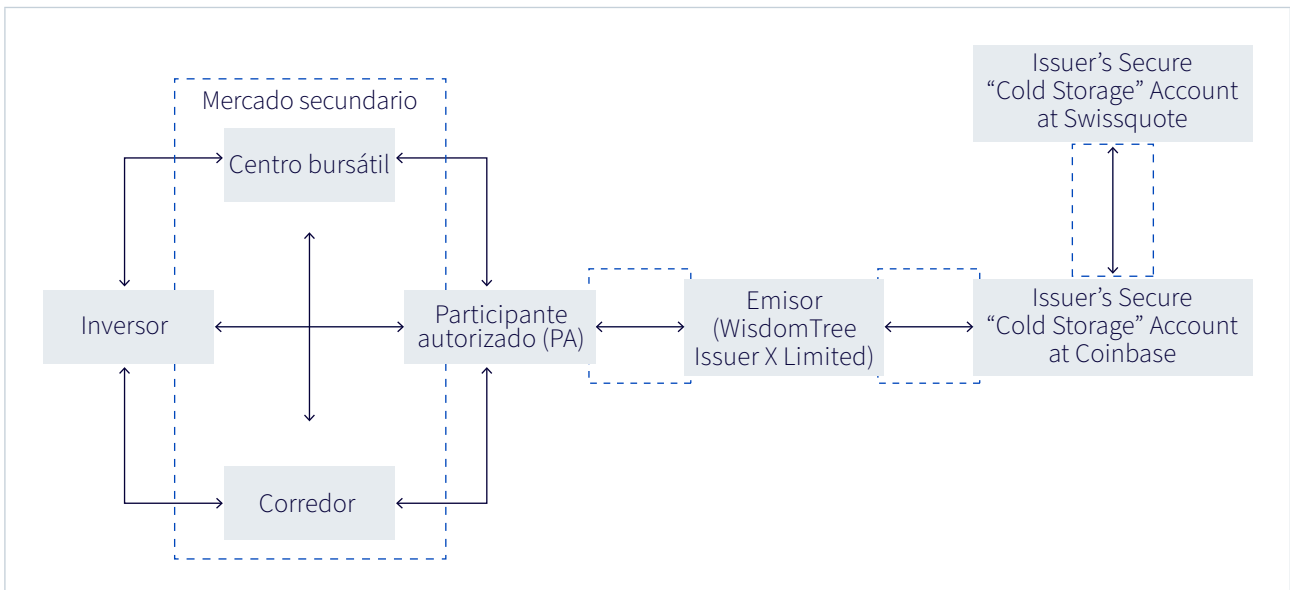 Mercado secundario
Centro bursátil
Inversor
Corredor
Participante
autorizado (PA)
Emisor
(WisdomTree
Issuer X Limited)
Issuer’s Secure
“Cold Storage” Account
at Swissquote
Issuer’s Secure
“Cold Storage” Account
at Coinbase